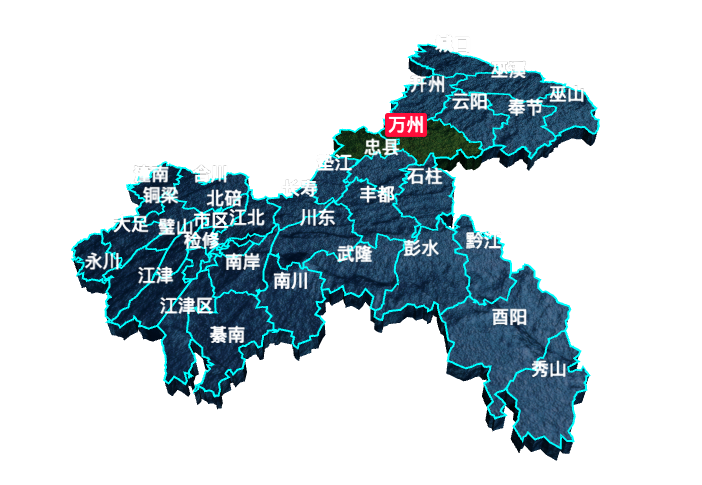 城口
巫溪
开州
巫山
云阳
奉节
万州
忠县
垫江
石柱
潼南
合川
长寿
丰都
铜梁
北碚
大足
璧山
市区
江北
川东
检修
黔江
彭水
武隆
永川
南岸
江津
南川
江津区
酉阳
綦南
秀山